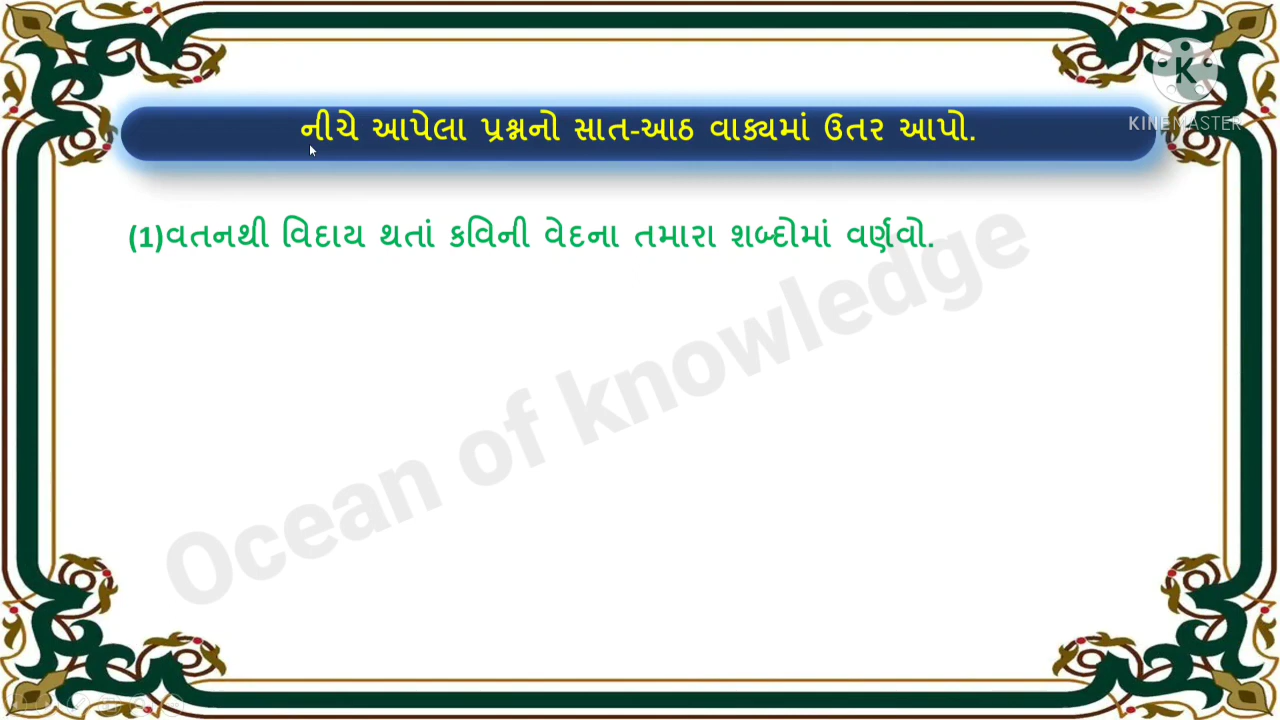 K
KINEMASTER
નીચે આપેલા પ્રશ્નનો સાત-આઠ વાક્યમાં ઉતર આપો.
(1)વતનથી વિદાય થતાં કવિની વેદના તમારા શબ્દોમાં વર્ણવો.
Ocean of knowledge